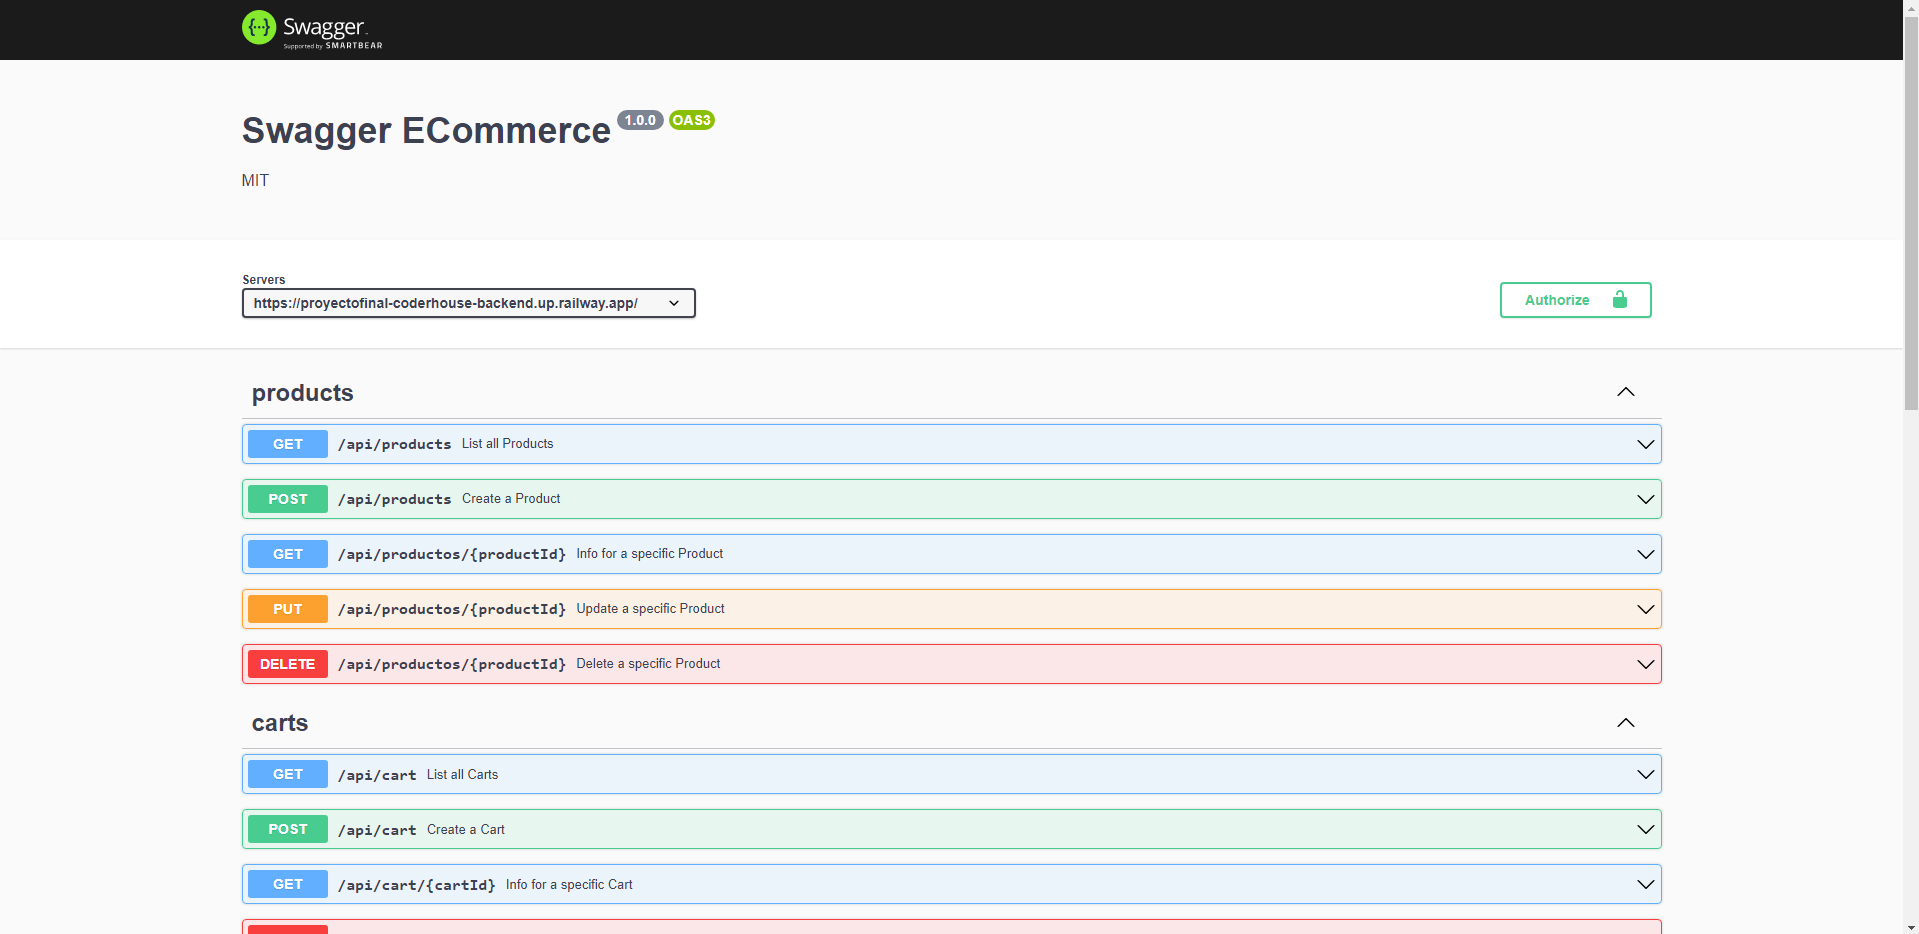 Swagger
Supported by SMARTBEAR
Swagger ECommerce 1.0.0 OAS3
MIT
Servers
https://proyectofinal-coderhouse-backend.up.railway.app/
Authorize
products
GET /api/products List all Products
POST /api/products Create a Product
GET /api/productos/{productId} Info for a specific Product
PUT /api/productos/{productId} Update a specific Product
DELETE /api/productos/{productId} Delete a specific Product
carts
GET /api/cart List all Carts
POST /api/cart Create a Cart
GET /api/cart/{cartId} Info for a specific Cart